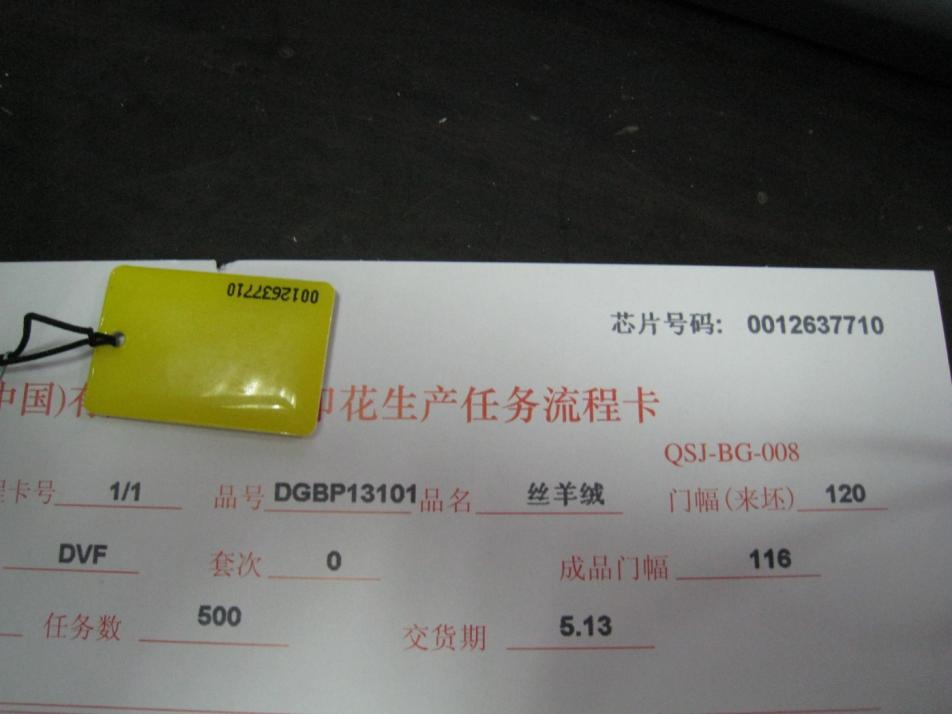 0012637710
芯片号码: 0012637710
中国)有 印花生产任务流程卡
QSJ-BG-008
程卡号 1/1 品号 DGBP13101 品名 丝羊绒 门幅(来坯) 120
DVF 套次 0 成品门幅 116
任务数 500 交货期 5.13